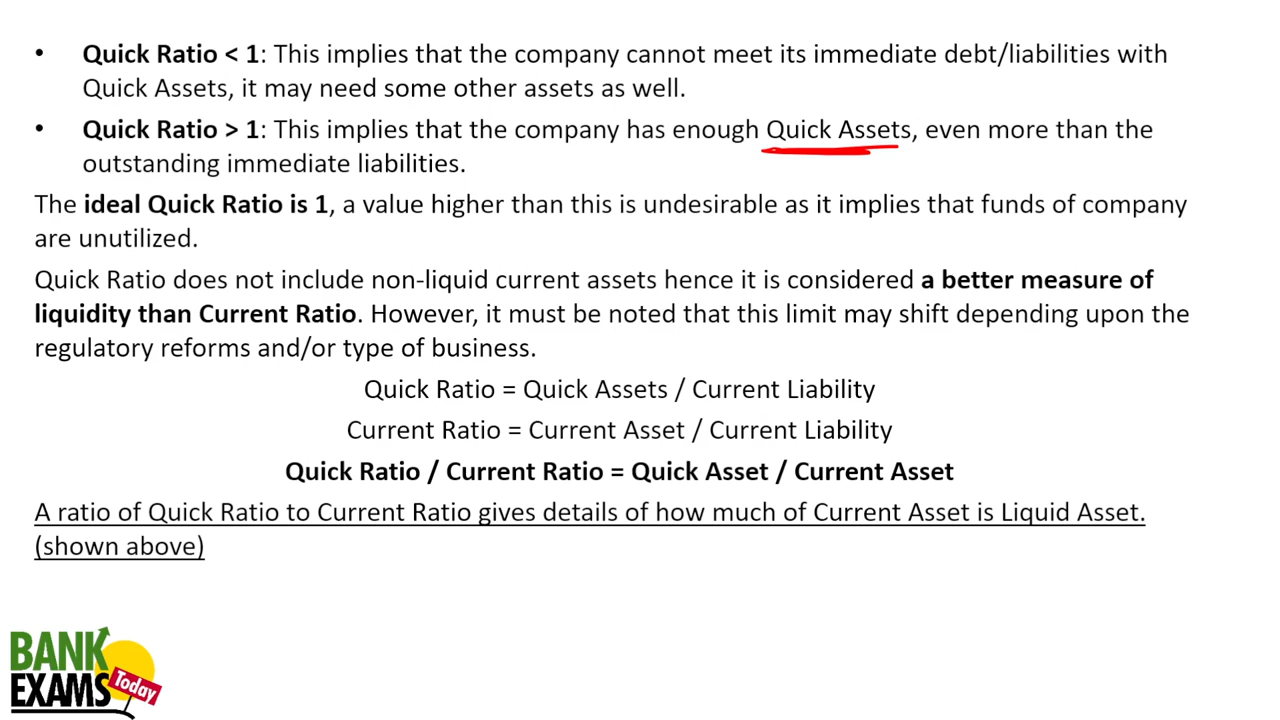 • Quick Ratio < 1: This implies that the company cannot meet its immediate debt/liabilities with
Quick Assets, it may need some other assets as well.
• Quick Ratio > 1: This implies that the company has enough Quick Assets, even more than the
outstanding immediate liabilities.
The ideal Quick Ratio is 1, a value higher than this is undesirable as it implies that funds of company
are unutilized.
Quick Ratio does not include non-liquid current assets hence it is considered a better measure of
liquidity than Current Ratio. However, it must be noted that this limit may shift depending upon the
regulatory reforms and/or type of business.
Quick Ratio = Quick Assets / Current Liability
Current Ratio = Current Asset / Current Liability
Quick Ratio / Current Ratio = Quick Asset / Current Asset
A ratio of Quick Ratio to Current Ratio gives details of how much of Current Asset is Liquid Asset.
(shown above)
BANK
EXAMS
Today